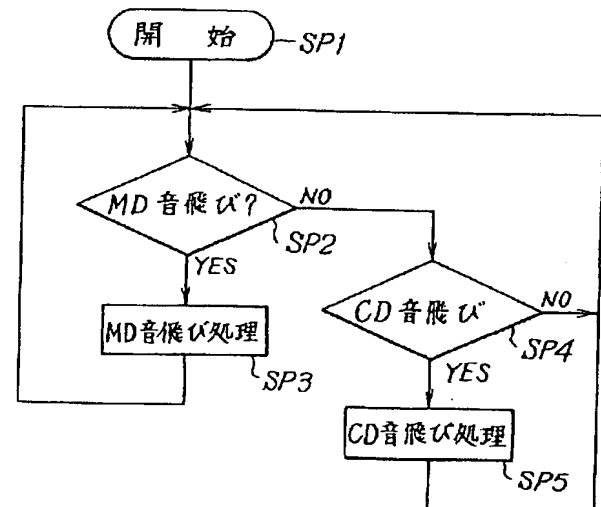 開 始
SP1
MD音飛び?
NO
SP2
YES
MD音飛び処理
SP3
CD音飛び
NO
SP4
YES
CD音飛び処理
SP5